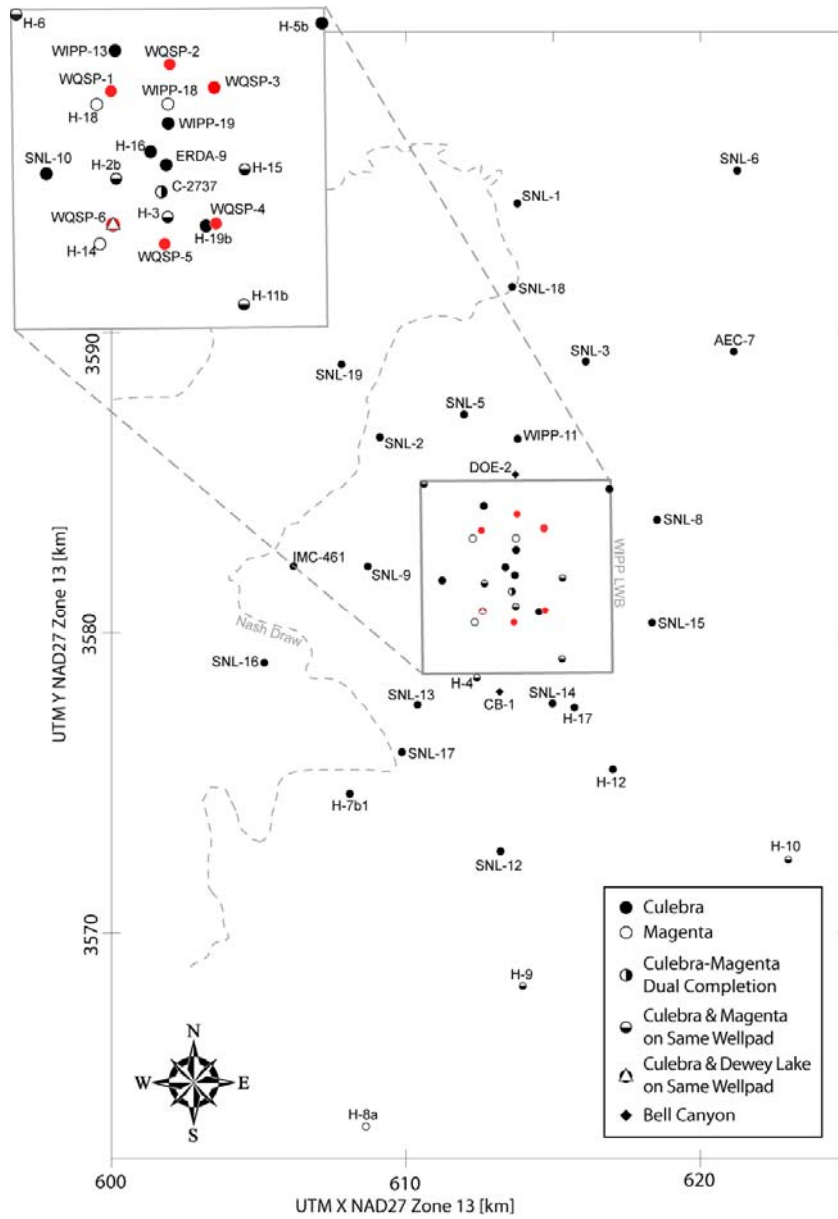 H-6
H-5b
WIPP-13
WQSP-2
WQSP-1
WIPP-18
WQSP-3
H-18
WIPP-19
H-16
SNL-10
ERDA-9
H-2b
H-15
C-2737
H-3
WQSP-4
WQSP-6
H-19b
H-14
WQSP-5
H-11b
SNL-6
SNL-1
SNL-18
3590
SNL-3
AEC-7
SNL-19
SNL-5
SNL-2
WIPP-11
DOE-2
SNL-8
WIPP LWB
IMC-461
SNL-9
UTM Y NAD27 Zone 13 [km]
3580
Nash Draw
SNL-15
SNL-16
H-4
SNL-13
CB-1
SNL-14
H-17
SNL-17
H-12
H-7b1
SNL-12
H-10
3570
H-9
H-8a
Culebra
Magenta
Culebra-Magenta
Dual Completion
Culebra & Magenta
on Same Wellpad
Culebra & Dewey Lake
on Same Wellpad
Bell Canyon
N
W
E
S
600
610
620
UTM X NAD27 Zone 13 [km]